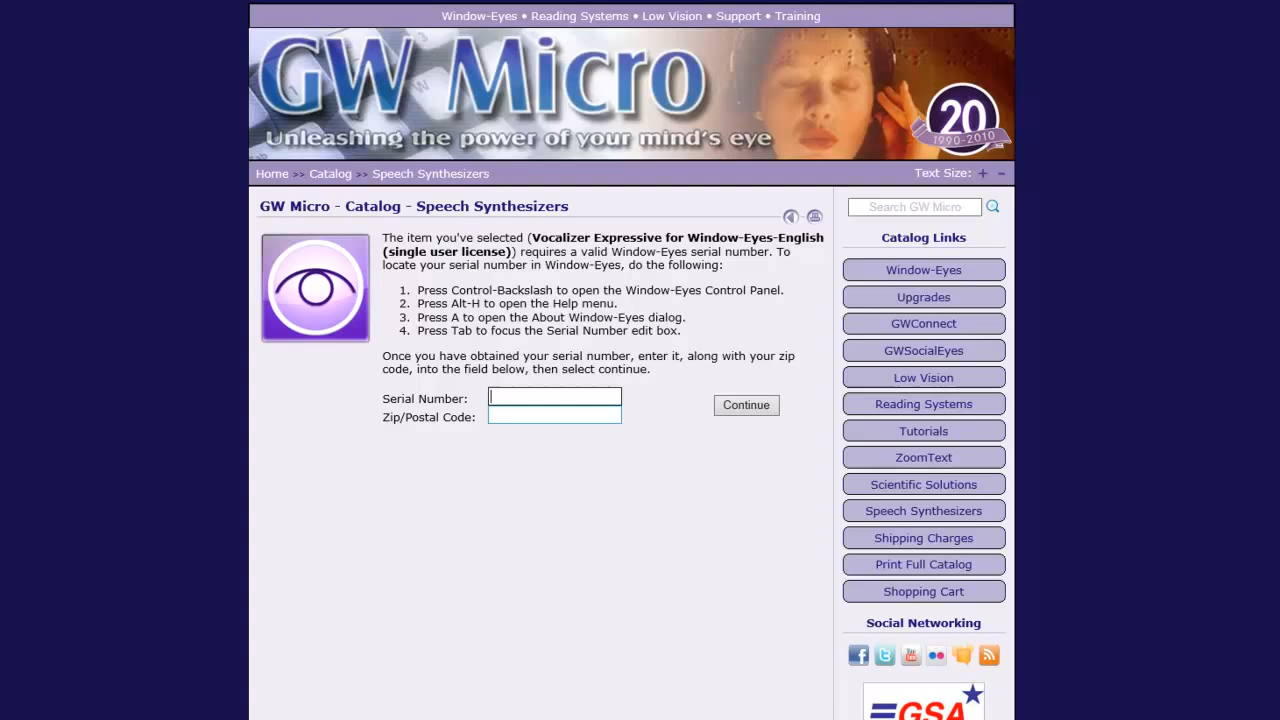 Window-Eyes • Reading Systems • Low Vision • Support • Training
GW Micro
Unleashing the power of your mind's eye
20
1990-2010
Home >> Catalog >> Speech Synthesizers
Text Size: + -
GW Micro - Catalog - Speech Synthesizers
The item you've selected (Vocalizer Expressive for Window-Eyes-English
(single user license)) requires a valid Window-Eyes serial number. To
locate your serial number in Window-Eyes, do the following:
1. Press Control-Backslash to open the Window-Eyes Control Panel.
2. Press Alt-H to open the Help menu.
3. Press A to open the About Window-Eyes dialog.
4. Press Tab to focus the Serial Number edit box.
Once you have obtained your serial number, enter it, along with your zip
code, into the field below, then select continue.
Serial Number:
Zip/Postal Code:
Continue
Search GW Micro
Catalog Links
Window-Eyes
Upgrades
GWConnect
GWSocialEyes
Low Vision
Reading Systems
Tutorials
ZoomText
Scientific Solutions
Speech Synthesizers
Shipping Charges
Print Full Catalog
Shopping Cart
Social Networking
GSA